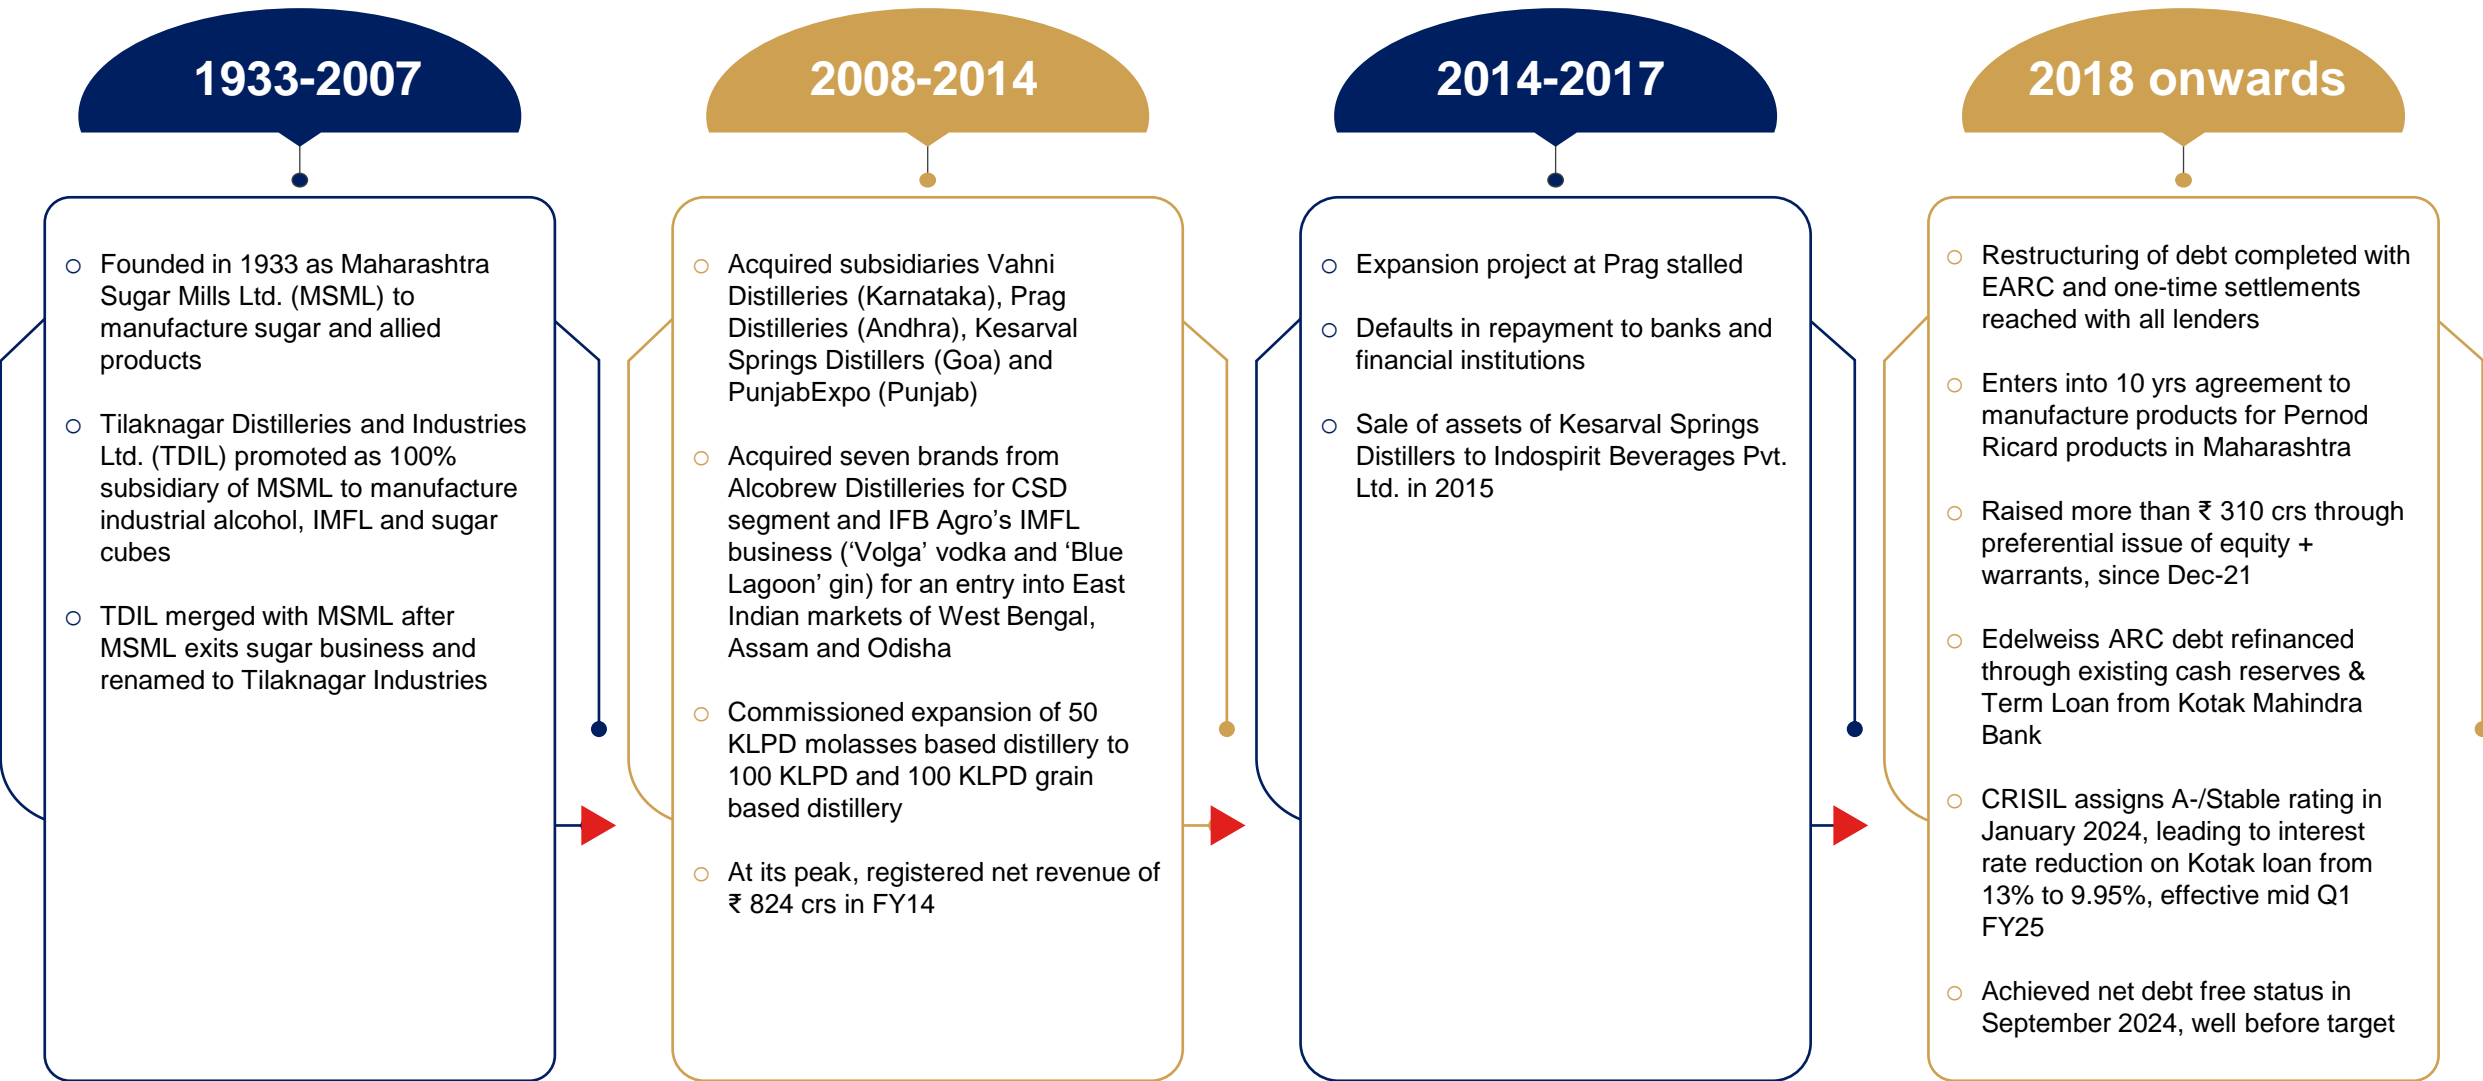 1933-2007
Founded in 1933 as Maharashtra
Sugar Mills Ltd. (MSML) to
manufacture sugar and allied
products
Tilaknagar Distilleries and Industries
Ltd. (TDIL) promoted as 100%
subsidiary of MSML to manufacture
industrial alcohol, IMFL and sugar
cubes
TDIL merged with MSML after
MSML exits sugar business and
renamed to Tilaknagar Industries
2008-2014
Acquired subsidiaries Vahni
Distilleries (Karnataka), Prag
Distilleries (Andhra), Kesarval
Springs Distillers (Goa) and
PunjabExpo (Punjab)
Acquired seven brands from
Alcobrew Distilleries for CSD
segment and IFB Agro’s IMFL
business (‘Volga’ vodka and ‘Blue
Lagoon’ gin) for an entry into East
Indian markets of West Bengal,
Assam and Odisha
Commissioned expansion of 50
KLPD molasses based distillery to
100 KLPD and 100 KLPD grain
based distillery
At its peak, registered net revenue of
₹ 824 crs in FY14
2014-2017
Expansion project at Prag stalled
Defaults in repayment to banks and
financial institutions
Sale of assets of Kesarval Springs
Distillers to Indospirit Beverages Pvt.
Ltd. in 2015
2018 onwards
Restructuring of debt completed with
EARC and one-time settlements
reached with all lenders
Enters into 10 yrs agreement to
manufacture products for Pernod
Ricard products in Maharashtra
Raised more than ₹ 310 crs through
preferential issue of equity +
warrants, since Dec-21
Edelweiss ARC debt refinanced
through existing cash reserves &
Term Loan from Kotak Mahindra
Bank
CRISIL assigns A-/Stable rating in
January 2024, leading to interest
rate reduction on Kotak loan from
13% to 9.95%, effective mid Q1
FY25
Achieved net debt free status in
September 2024, well before target